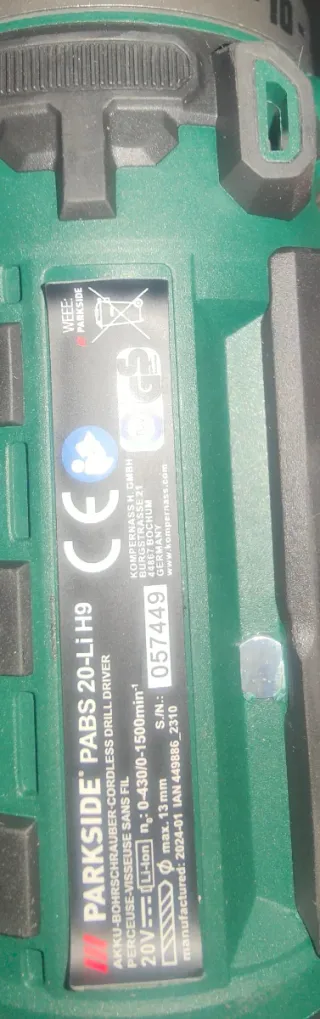 PARKSIDE® PABS 20-Li H9
AKKU-BOHRSCHRAUBER-CORDLESS DRILL DRIVER
PERCEUSE-VISSEUSE SANS FIL
20V Li-Ion n₀: 0-430/0-1500min⁻¹
max. 13 mm
S./N.: 057449
manufactured: 2024-01 IAN 449886_2310
CE
KOMPERNASS H. GMBH
BURGSTRASSE 21
44867 BOCHUM
GERMANY
www.kompernass.com
GS
WEEE:
PARKSIDE
10